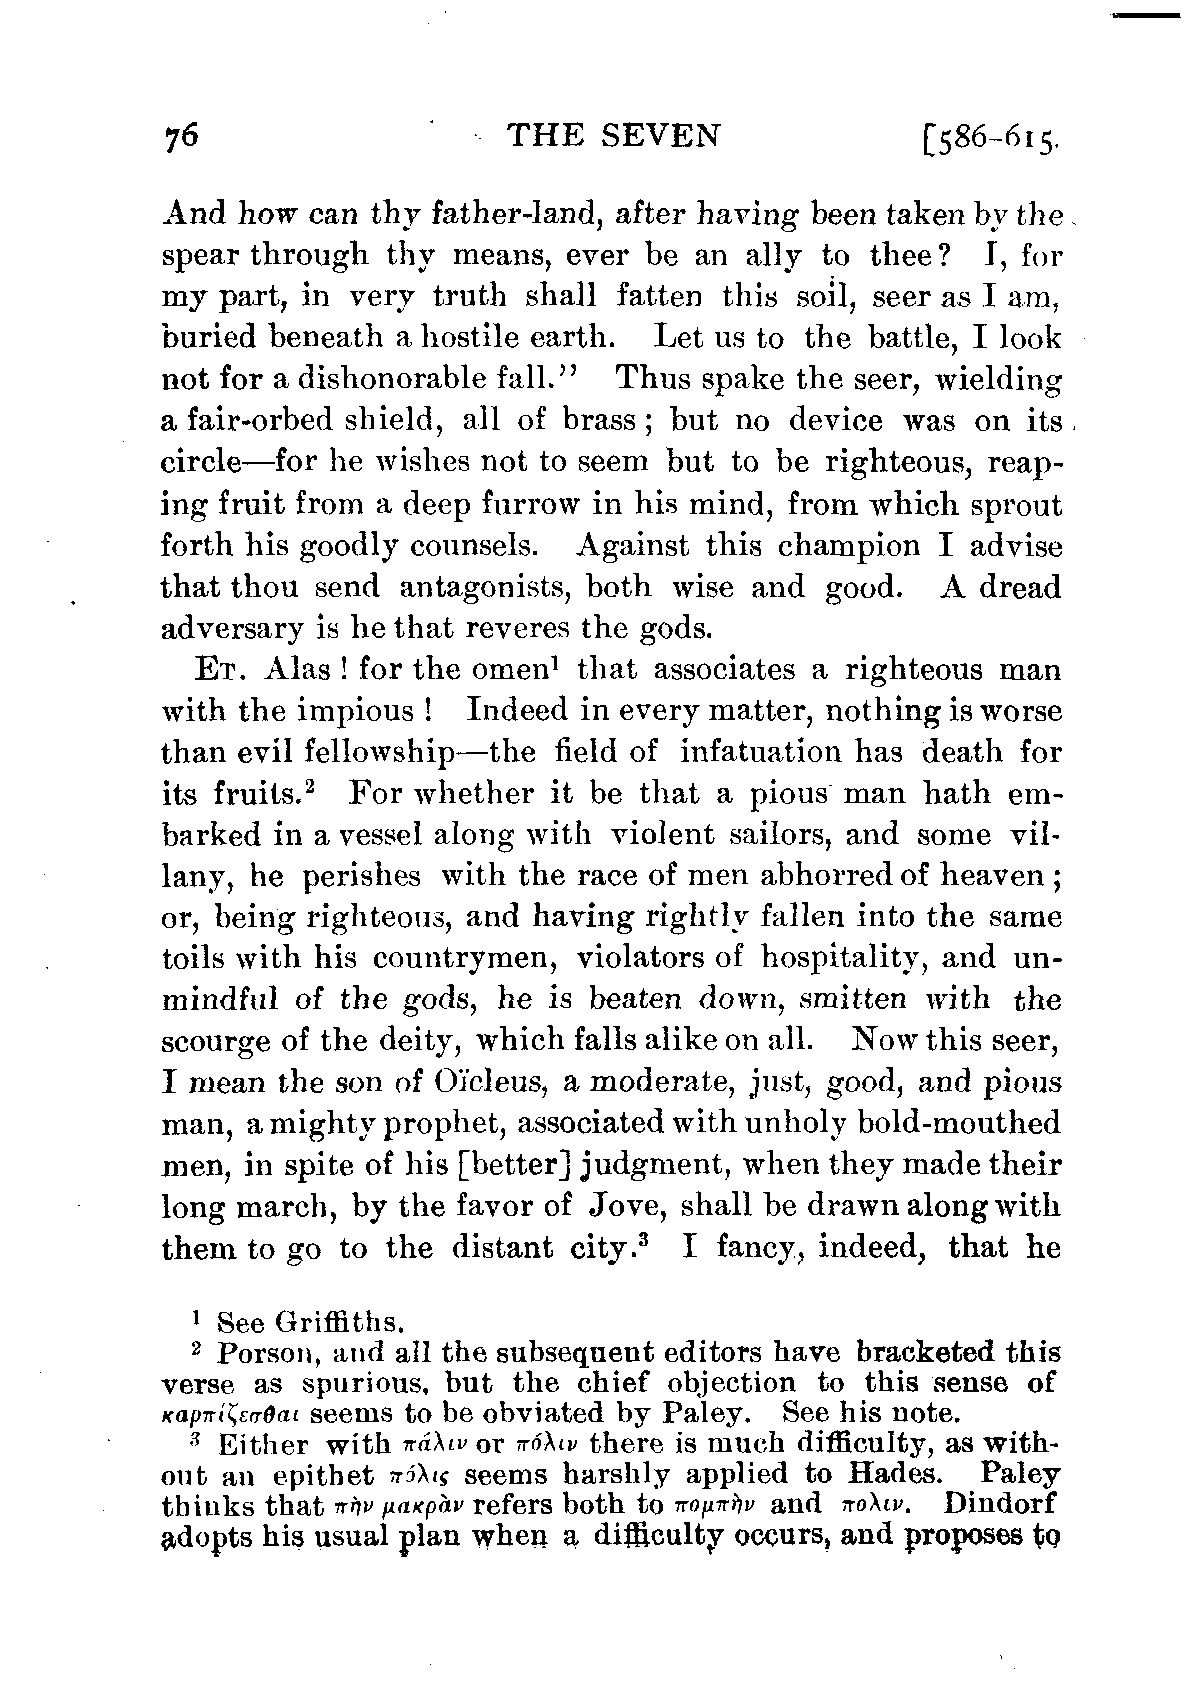 76 THE SEVEN [586–615.
And how can thy father-land, after having been taken by the
spear through thy means, ever be an ally to thee? I, for
my part, in very truth shall fatten this soil, seer as I am,
buried beneath a hostile earth. Let us to the battle, I look
not for a dishonorable fall." Thus spake the seer, wielding
a fair-orbed shield, all of brass; but no device was on its
circle—for he wishes not to seem but to be righteous, reap-
ing fruit from a deep furrow in his mind, from which sprout
forth his goodly counsels. Against this champion I advise
that thou send antagonists, both wise and good. A dread
adversary is he that reveres the gods.
ET. Alas! for the omen¹ that associates a righteous man
with the impious! Indeed in every matter, nothing is worse
than evil fellowship—the field of infatuation has death for
its fruits.² For whether it be that a pious man hath em-
barked in a vessel along with violent sailors, and some vil-
lany, he perishes with the race of men abhorred of heaven;
or, being righteous, and having rightly fallen into the same
toils with his countrymen, violators of hospitality, and un-
mindful of the gods, he is beaten down, smitten with the
scourge of the deity, which falls alike on all. Now this seer,
I mean the son of Oïcleus, a moderate, just, good, and pious
man, a mighty prophet, associated with unholy bold-mouthed
men, in spite of his [better] judgment, when they made their
long march, by the favor of Jove, shall be drawn along with
them to go to the distant city.³ I fancy, indeed, that he
¹ See Griffiths.
² Porson, and all the subsequent editors have bracketed this
verse as spurious, but the chief objection to this sense of
καρπίζεσθαι seems to be obviated by Paley. See his note.
³ Either with πάλιν or πόλιν there is much difficulty, as with-
out an epithet πόλις seems harshly applied to Hades. Paley
thinks that πὴν μακρὰν refers both to πομπὴν and πολιν. Dindorf
adopts his usual plan when a difficulty occurs, and proposes to